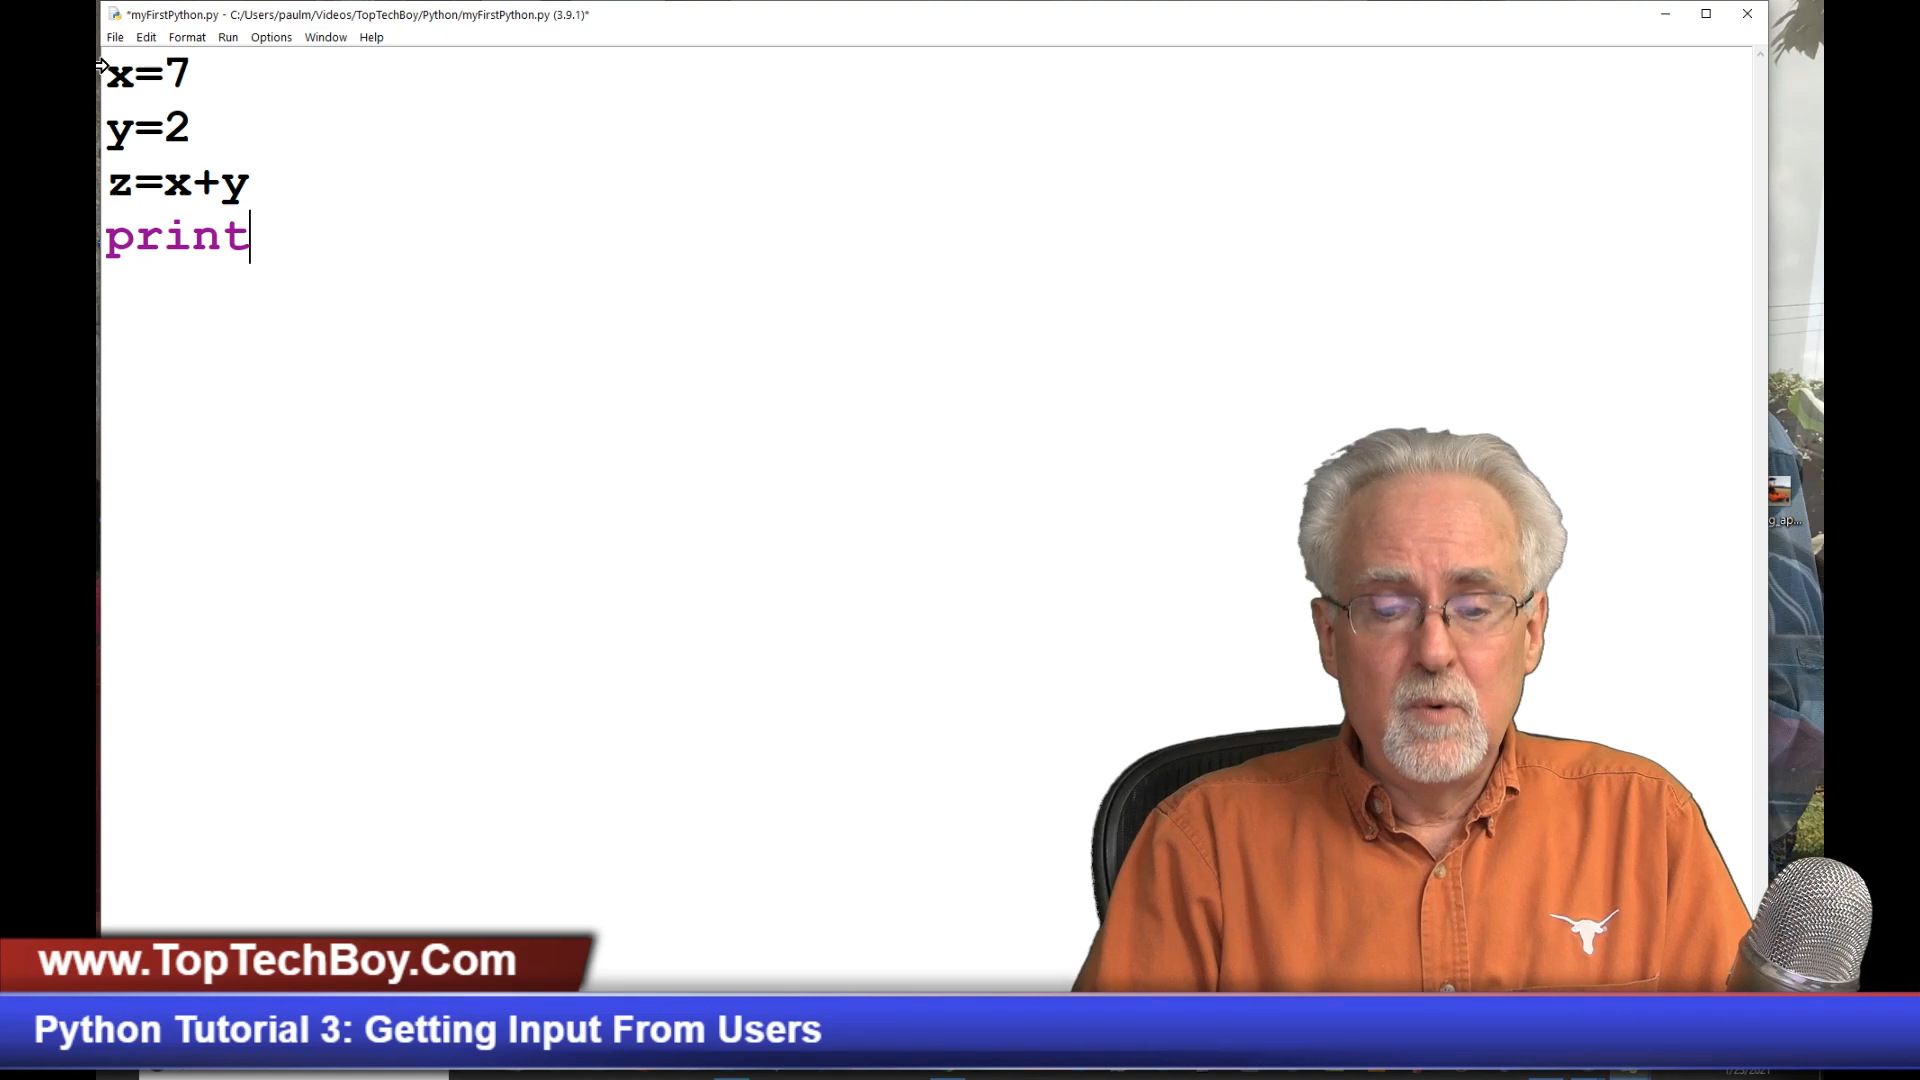 *myFirstPython.py - C:/Users/paulm/Videos/TopTechBoy/Python/myFirstPython.py (3.9.1)*
File Edit Format Run Options Window Help
x=7
y=2
z=x+y
print
g_ap...
www.TopTechBoy.Com
Python Tutorial 3: Getting Input From Users